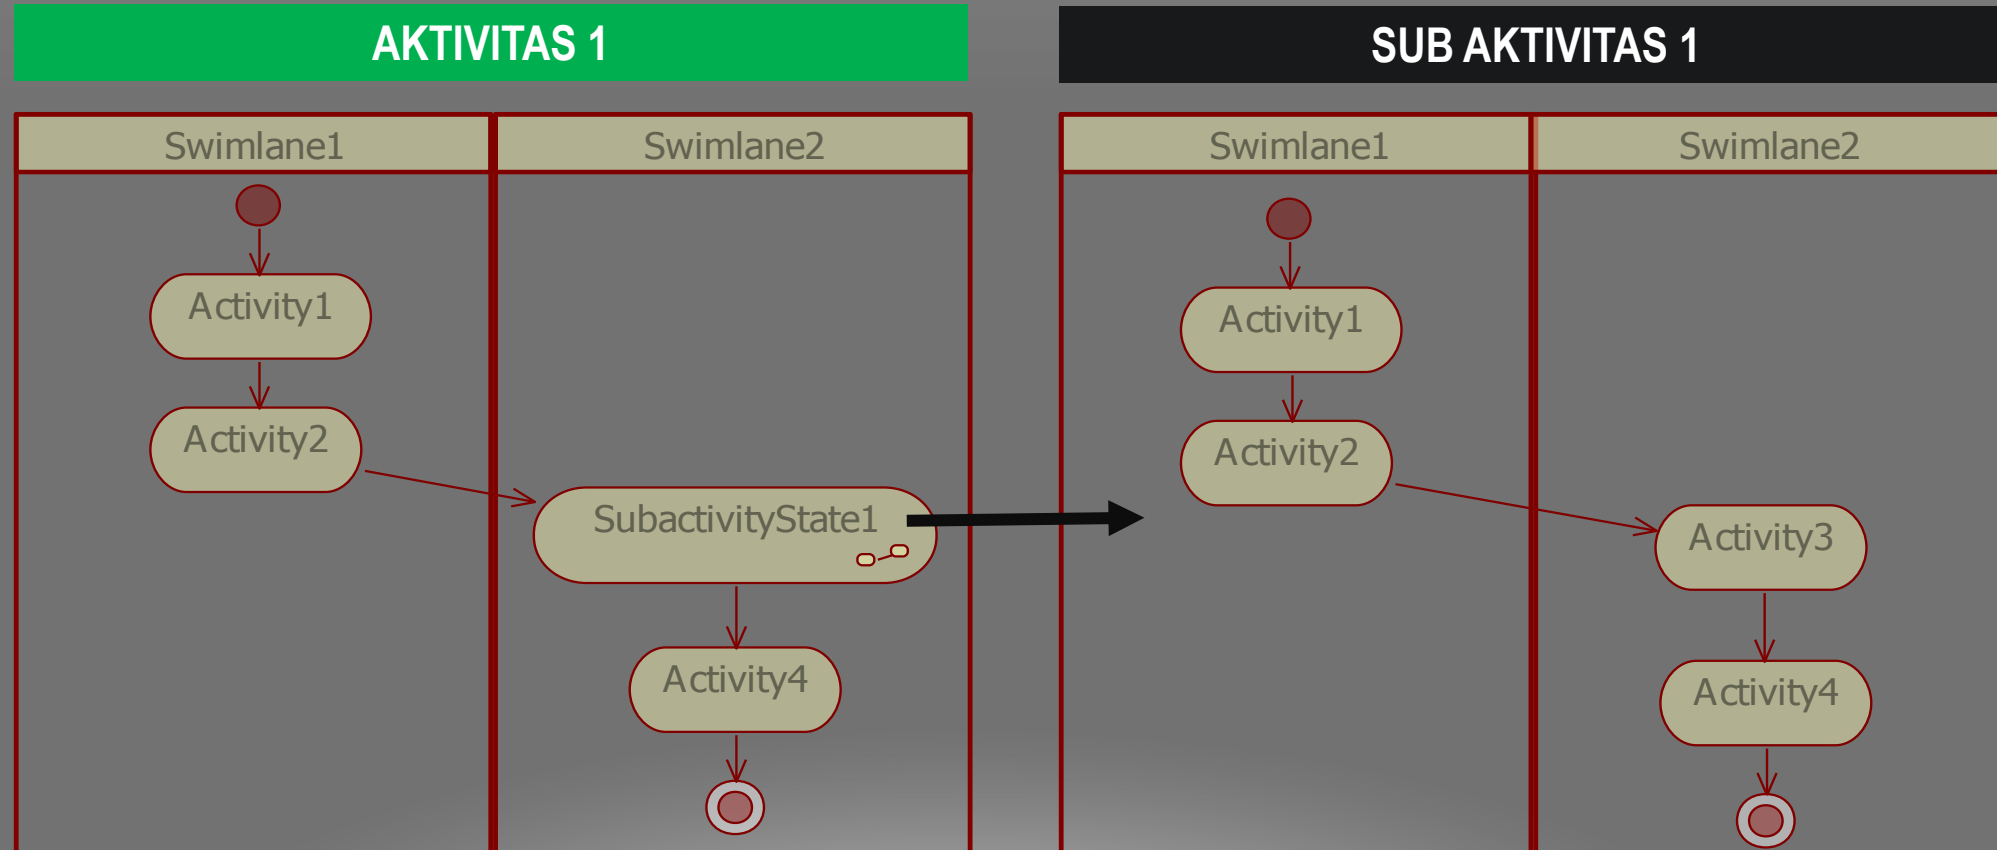 AKTIVITAS 1
Swimlane1
Swimlane2
Activity1
Activity2
SubactivityState1
Activity4
SUB AKTIVITAS 1
Swimlane1
Swimlane2
Activity1
Activity2
Activity3
Activity4